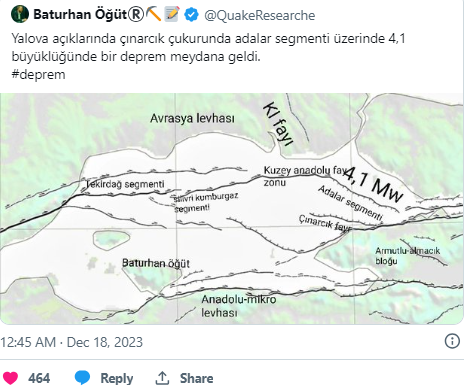 Baturhan Öğüt®⛏📝 @QuakeResearche
Yalova açıklarında çınarcık çukurunda adalar segmenti üzerinde 4,1
büyüklüğünde bir deprem meydana geldi.
#deprem
Avrasya levhası
Kl fayı
Kuzey anadolu fay
zonu
4,1 Mw
Tekirdağ segmenti
Silivri kumburgaz
segmenti
Adalar segmenti
Çınarcık fayı
Armutlu-almacık
bloğu
Baturhan öğüt
Anadolu-mikro
levhası
12:45 AM · Dec 18, 2023
464 Reply Share